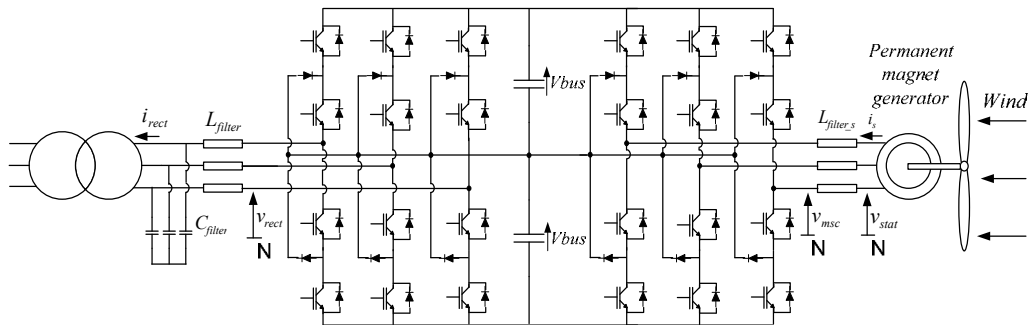 Permanent
magnet
generator
Wind
Vbus
i_rect
L_filter
L_filter_s
i_s
C_filter
v_rect
N
Vbus
v_msc
N
v_stat
N